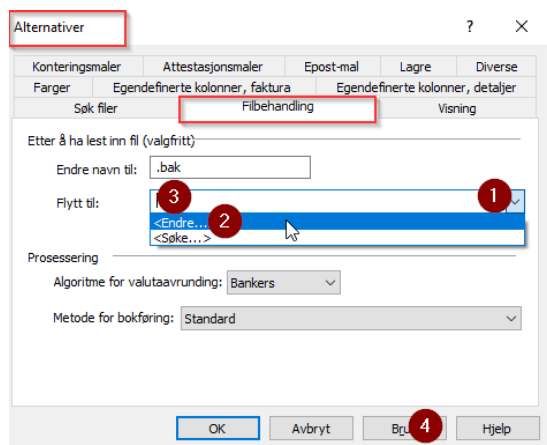 Alternativer ? ×
Konteringsmaler Attestasjonsmaler Epost-mal Lagre Diverse
Farger Egendefinerte kolonner, faktura Egendefinerte kolonner, detaljer
Søk filer Filbehandling Visning
Etter å ha lest inn fil (valgfritt)
Endre navn til: .bak
Flytt til: 3 1
<Endre... 2
<Søke...>
Prosessering
Algoritme for valutaavrunding: Bankers
Metode for bokføring: Standard
OK Avbryt 4 Hjelp